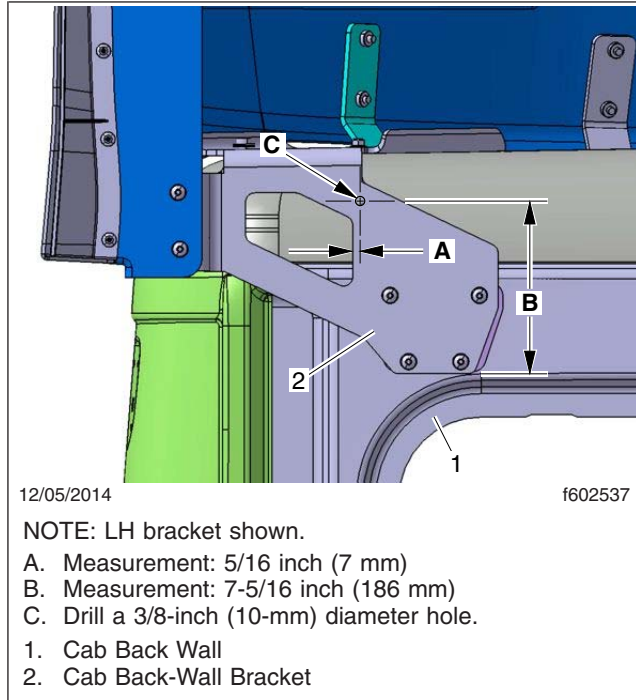 C
A
B
2
1
12/05/2014 f602537
NOTE: LH bracket shown.
A. Measurement: 5/16 inch (7 mm)
B. Measurement: 7-5/16 inch (186 mm)
C. Drill a 3/8-inch (10-mm) diameter hole.
1. Cab Back Wall
2. Cab Back-Wall Bracket